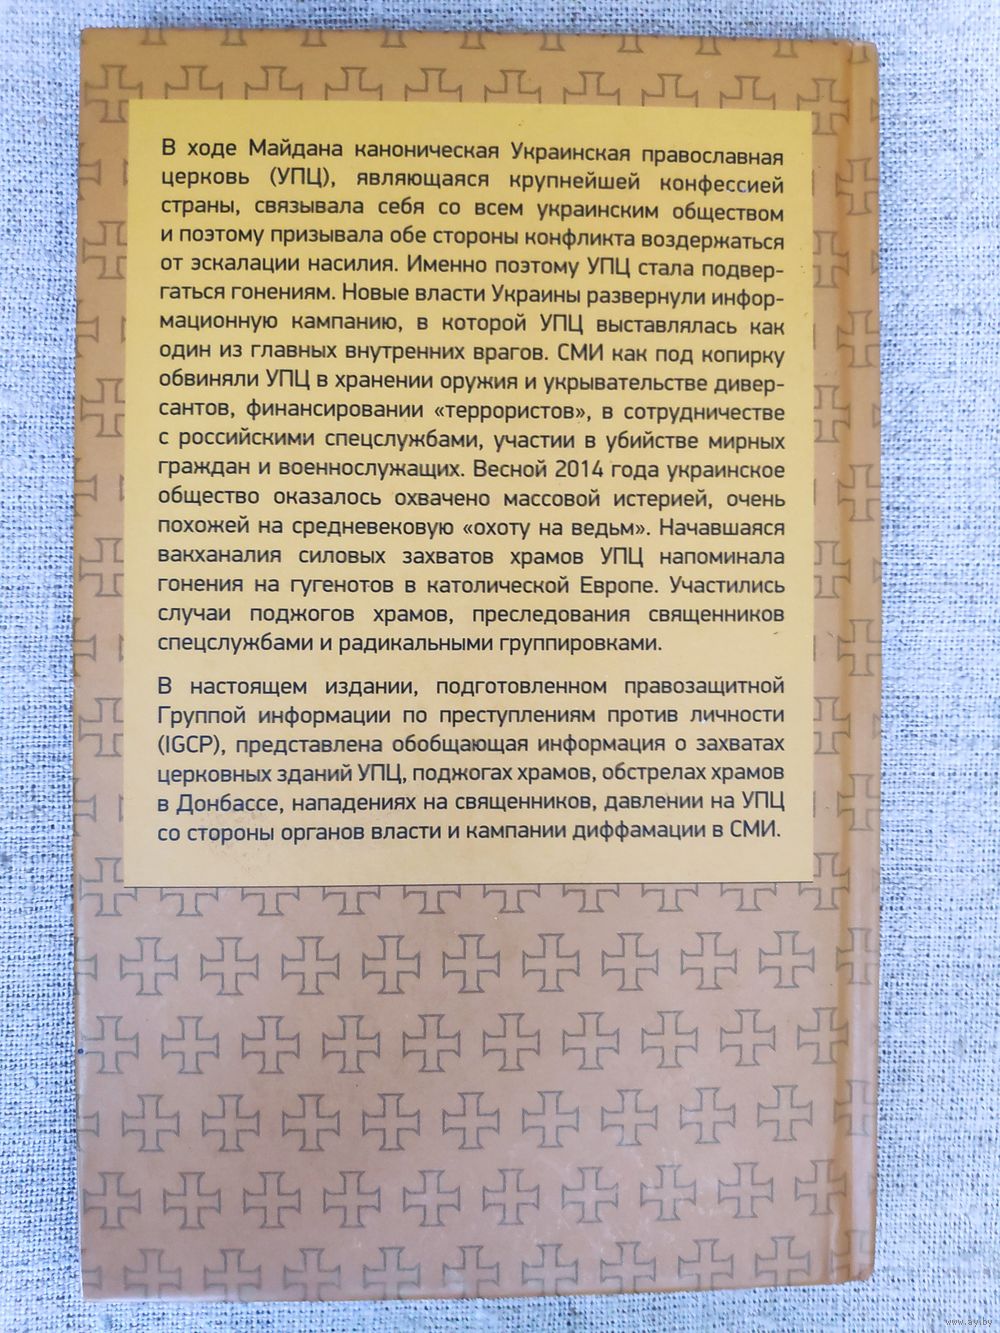 В ходе Майдана каноническая Украинская православная
церковь (УПЦ), являющаяся крупнейшей конфессией
страны, связывала себя со всем украинским обществом
и поэтому призывала обе стороны конфликта воздержаться
от эскалации насилия. Именно поэтому УПЦ стала подвер-
гаться гонениям. Новые власти Украины развернули инфор-
мационную кампанию, в которой УПЦ выставлялась как
один из главных внутренних врагов. СМИ как под копирку
обвиняли УПЦ в хранении оружия и укрывательстве дивер-
сантов, финансировании «террористов», в сотрудничестве
с российскими спецслужбами, участии в убийстве мирных
граждан и военнослужащих. Весной 2014 года украинское
общество оказалось охвачено массовой истерией, очень
похожей на средневековую «охоту на ведьм». Начавшаяся
вакханалия силовых захватов храмов УПЦ напоминала
гонения на гугенотов в католической Европе. Участились
случаи поджогов храмов, преследования священников
спецслужбами и радикальными группировками.
В настоящем издании, подготовленном правозащитной
Группой информации по преступлениям против личности
(IGCP), представлена обобщающая информация о захватах
церковных зданий УПЦ, поджогах храмов, обстрелах храмов
в Донбассе, нападениях на священников, давлении на УПЦ
со стороны органов власти и кампании диффамации в СМИ.
www.ay.by